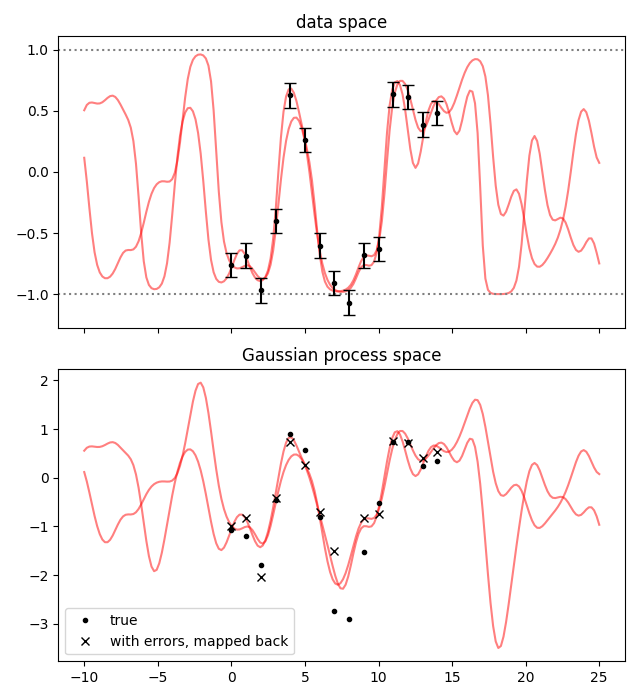 data space
1.0
0.5
0.0
−0.5
−1.0
Gaussian process space
2
1
0
−1
−2
−3
true
with errors, mapped back
−10 −5 0 5 10 15 20 25